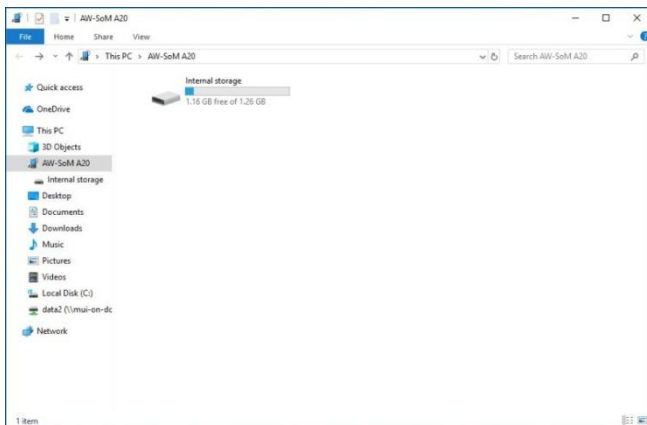 AW-SoM A20
File Home Share View
This PC › AW-SoM A20
Search AW-SoM A20
Quick access
OneDrive
This PC
3D Objects
AW-SoM A20
Internal storage
Desktop
Documents
Downloads
Music
Pictures
Videos
Local Disk (C:)
data2 (\\mui-on-dc
Network
Internal storage
1.16 GB free of 1.26 GB
1 item